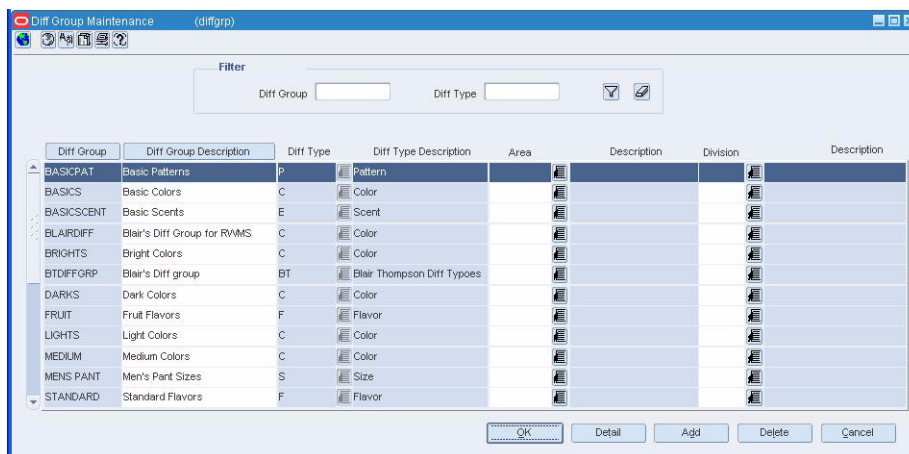 Diff Group Maintenance (diffgrp)
Filter
Diff Group Diff Type
Diff Group Diff Group Description Diff Type Diff Type Description Area Description Division Description
BASICPAT Basic Patterns P Pattern
BASICS Basic Colors C Color
BASICSCENT Basic Scents E Scent
BLAIRDIFF Blair's Diff Group for RWMS C Color
BRIGHTS Bright Colors C Color
BTDIFFGRP Blair's Diff group BT Blair Thompson Diff Typoes
DARKS Dark Colors C Color
FRUIT Fruit Flavors F Flavor
LIGHTS Light Colors C Color
MEDIUM Medium Colors C Color
MENS PANT Men's Pant Sizes S Size
STANDARD Standard Flavors F Flavor
OK Detail Add Delete Cancel